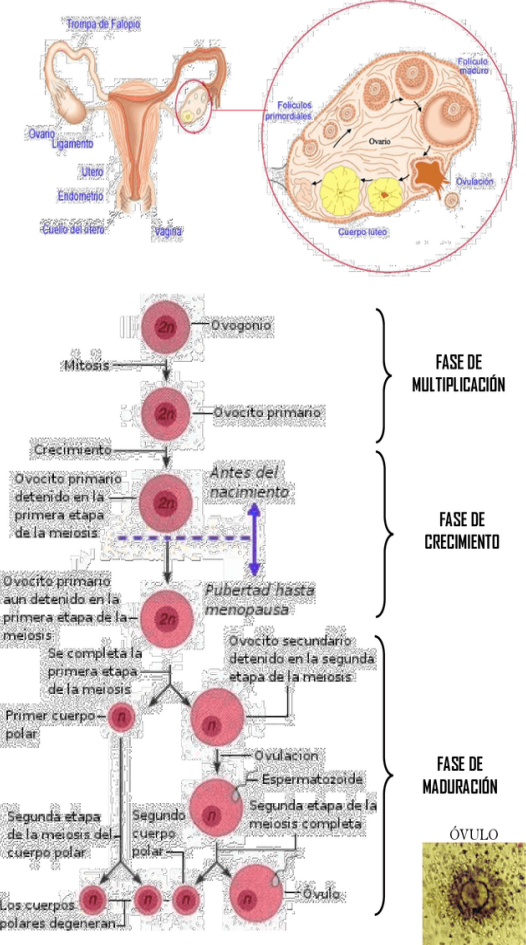 Trompa de Falopio
Ovario
Ligamento
Utero
Endometrio
Cuello del útero
Vagina
Folículos
primordiales
Folículo
maduro
Ovario
Ovulación
Cuerpo lúteo
2n
Ovogonio
Mitosis
2n
Ovocito primario
FASE DE
MULTIPLICACIÓN
Crecimiento
Ovocito primario
detenido en la
primera etapa
de la meiosis
2n
Antes del
nacimiento
Ovocito primario
aun detenido en la
primera etapa de la
meiosis
2n
Pubertad hasta
menopausa
FASE DE
CRECIMIENTO
Se completa la
primera etapa
de la meiosis
Ovocito secundario
detenido en la segunda
etapa de la meiosis
Primer cuerpo
polar
n
n
Ovulacion
Espermatozoide
n
Segunda etapa
de la meiosis del
cuerpo polar
Segundo
cuerpo
polar
Segunda etapa de la
meiosis completa
n
n
n
n
Óvulo
Los cuerpos
polares degeneran
FASE DE
MADURACIÓN
ÓVULO